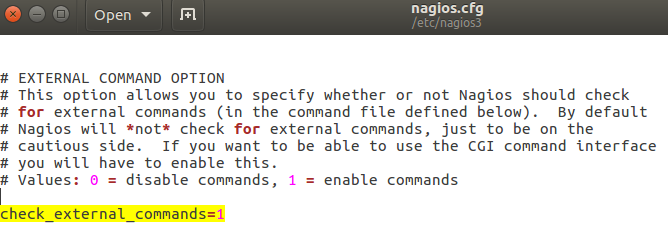 Open
nagios.cfg
/etc/nagios3
# EXTERNAL COMMAND OPTION
# This option allows you to specify whether or not Nagios should check
# for external commands (in the command file defined below).  By default
# Nagios will *not* check for external commands, just to be on the
# cautious side.  If you want to be able to use the CGI command interface
# you will have to enable this.
# Values: 0 = disable commands, 1 = enable commands
check_external_commands=1